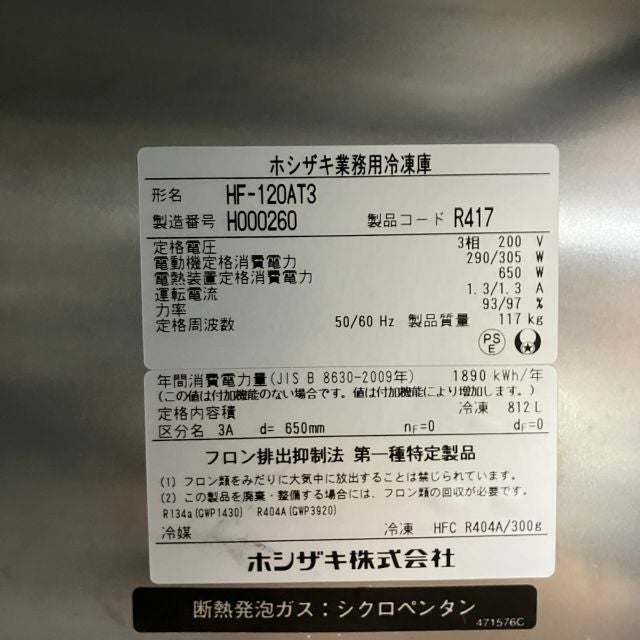 ホシザキ業務用冷凍庫
形名 HF-120AT3
製造番号 H000260 製品コード R417
定格電圧 3相 200 V
電動機定格消費電力 290/305 W
電熱装置定格消費電力 650 W
運転電流 1.3/1.3 A
力率 93/97 %
定格周波数 50/60 Hz 製品質量 117 kg
PS E
年間消費電力量(JIS B 8630-2009年) 1890 kWh/年
(この値は付加機能のない場合です。値は付加機能により増加します。)
定格内容積 冷凍 812 L
区分名 3A d= 650mm nF=0 dF=0
フロン排出抑制法 第一種特定製品
(1) フロン類をみだりに大気中に放出することは禁じられています。
(2) この製品を廃棄・整備する場合には、フロン類の回収が必要です。
R134a(GWP1430) R404A(GWP3920)
冷媒 冷凍 HFC R404A/300g
ホシザキ株式会社
断熱発泡ガス：シクロペンタン
471576C